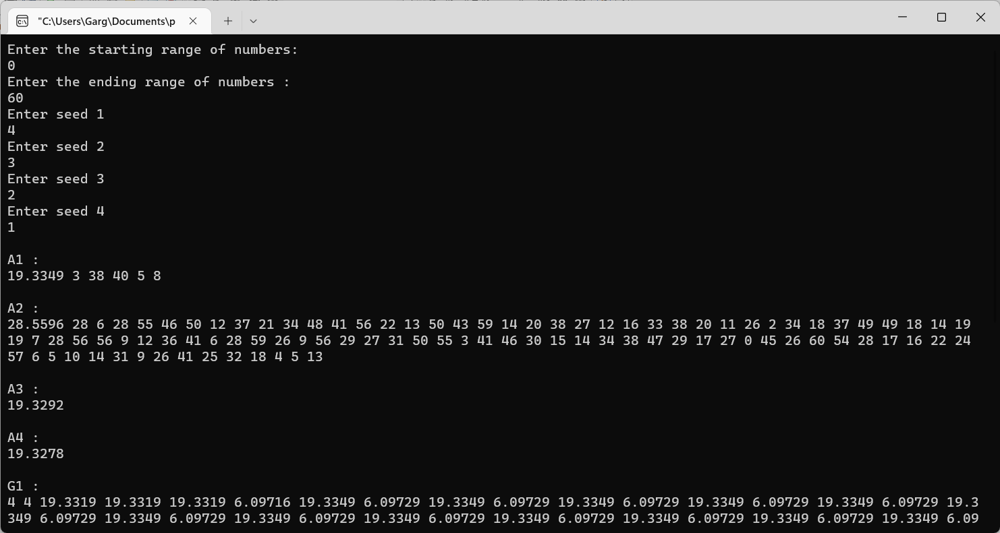 "C:\Users\Garg\Documents\p
Enter the starting range of numbers:
0
Enter the ending range of numbers :
60
Enter seed 1
4
Enter seed 2
3
Enter seed 3
2
Enter seed 4
1
A1 :
19.3349 3 38 40 5 8
A2 :
28.5596 28 6 28 55 46 50 12 37 21 34 48 41 56 22 13 50 43 59 14 20 38 27 12 16 33 38 20 11 26 2 34 18 37 49 49 18 14 19
19 7 28 56 56 9 12 36 41 6 28 59 26 9 56 29 27 31 50 55 3 41 46 30 15 14 34 38 47 29 17 27 0 45 26 60 54 28 17 16 22 24
57 6 5 10 14 31 9 26 41 25 32 18 4 5 13
A3 :
19.3292
A4 :
19.3278
G1 :
4 4 19.3319 19.3319 19.3319 6.09716 19.3349 6.09729 19.3349 6.09729 19.3349 6.09729 19.3349 6.09729 19.3349 6.09729 19.3
349 6.09729 19.3349 6.09729 19.3349 6.09729 19.3349 6.09729 19.3349 6.09729 19.3349 6.09729 19.3349 6.09729 19.3349 6.09